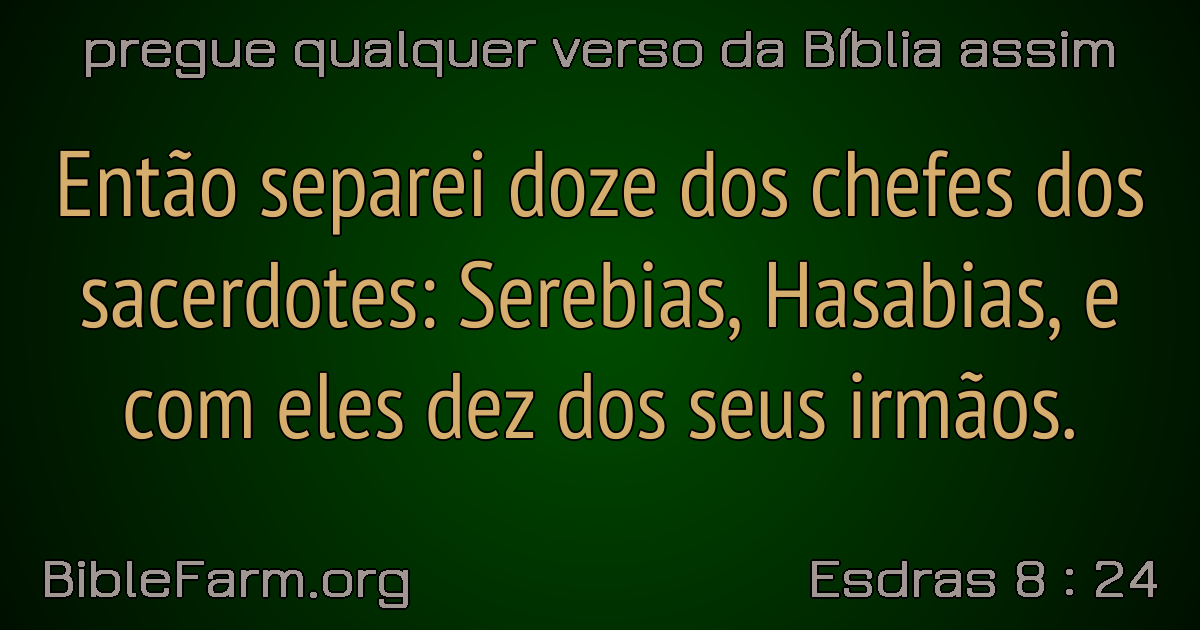 pregue qualquer verso da Bíblia assim
Então separei doze dos chefes dos
sacerdotes: Serebias, Hasabias, e
com eles dez dos seus irmãos.
BibleFarm.org
Esdras 8 : 24